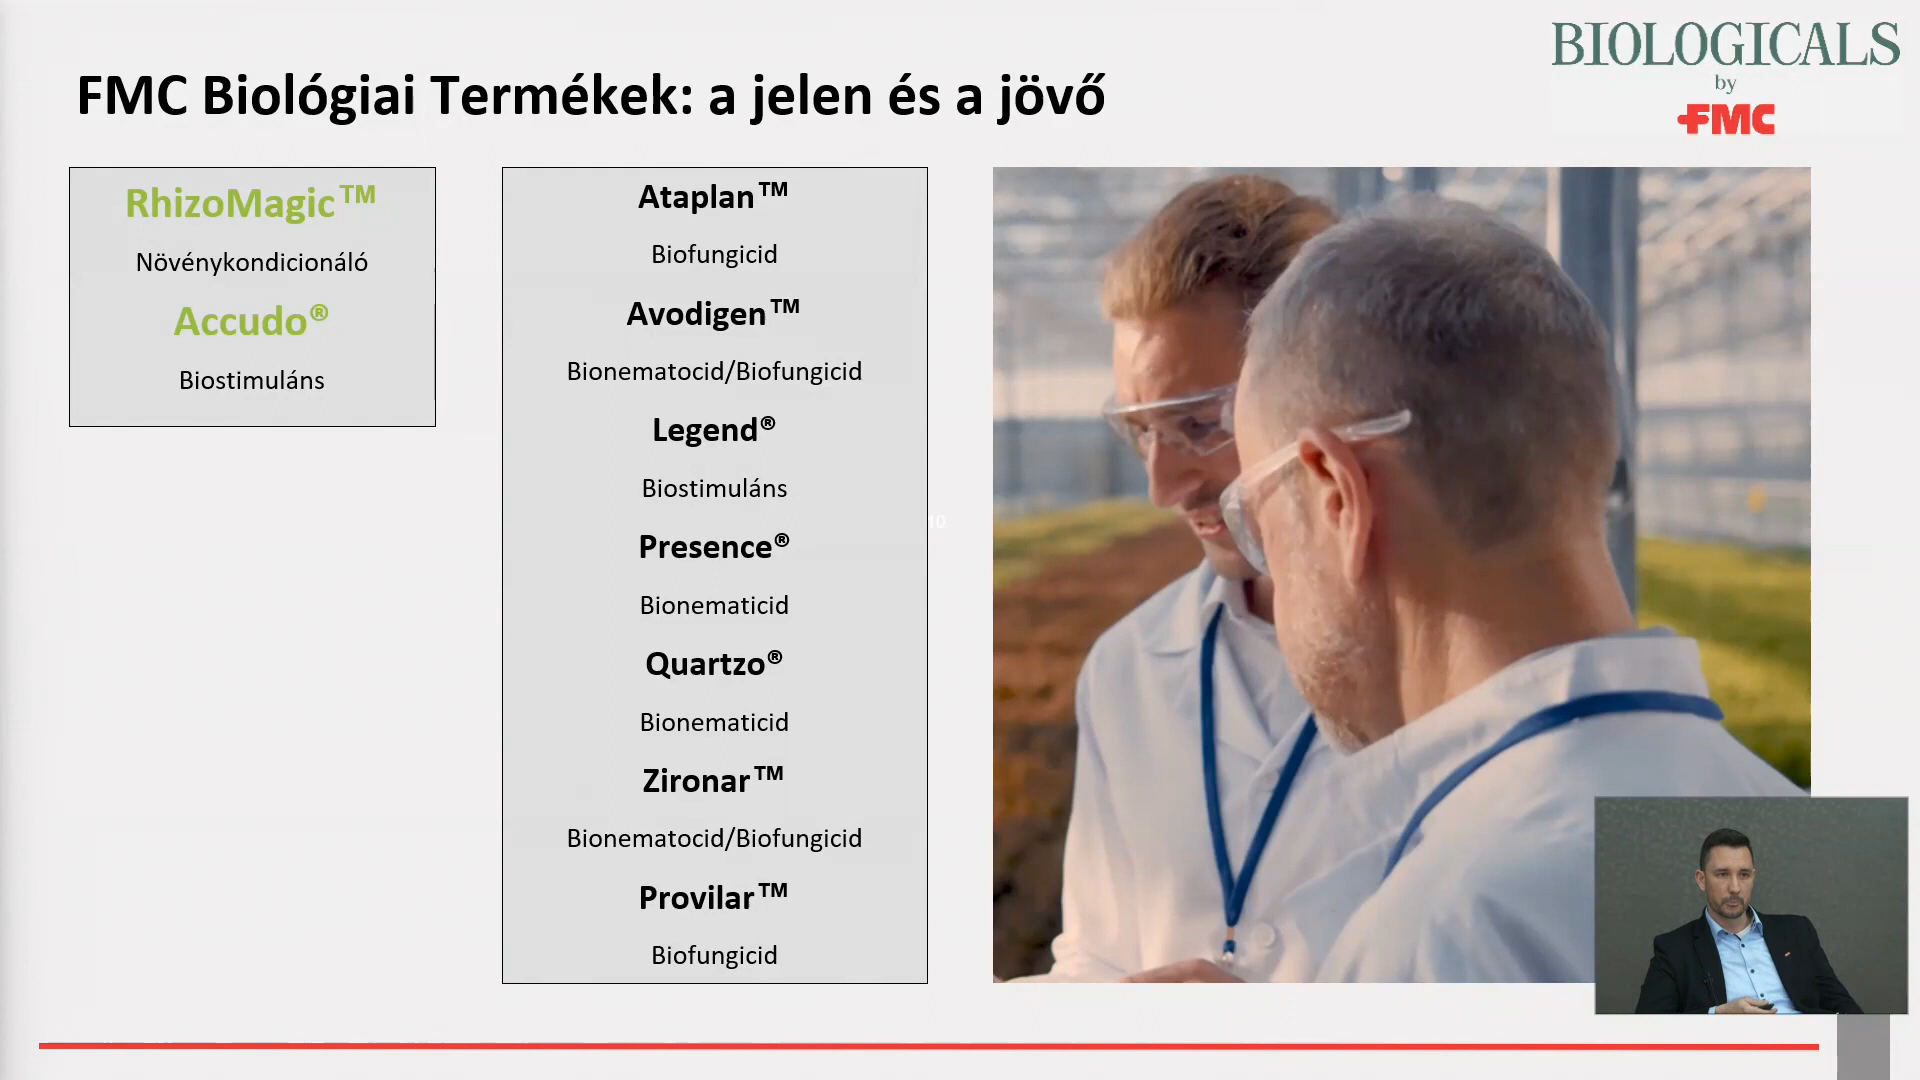 BIOLOGICALS
by
FMC
FMC Biológiai Termékek: a jelen és a jövő
RhizoMagic™
Növénykondicionáló
Accudo®
Biostimuláns
Ataplan™
Biofungicid
Avodigen™
Bionematocid/Biofungicid
Legend®
Biostimuláns
Presence®
Bionematicid
Quartzo®
Bionematicid
Zironar™
Bionematocid/Biofungicid
Provilar™
Biofungicid
10